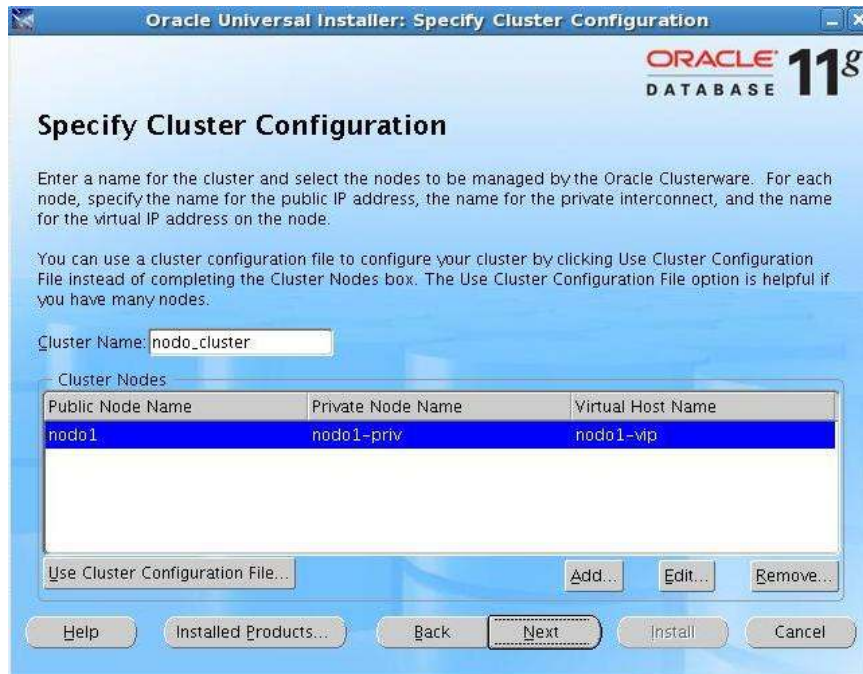 Oracle Universal Installer: Specify Cluster Configuration
ORACLE 11g
DATABASE
Specify Cluster Configuration
Enter a name for the cluster and select the nodes to be managed by the Oracle Clusterware. For each
node, specify the name for the public IP address, the name for the private interconnect, and the name
for the virtual IP address on the node.
You can use a cluster configuration file to configure your cluster by clicking Use Cluster Configuration
File instead of completing the Cluster Nodes box. The Use Cluster Configuration File option is helpful if
you have many nodes.
Cluster Name: nodo_cluster
Cluster Nodes
Public Node Name Private Node Name Virtual Host Name
nodo1 nodo1-priv nodo1-vip
Use Cluster Configuration File... Add... Edit... Remove...
Help Installed Products... Back Next Install Cancel